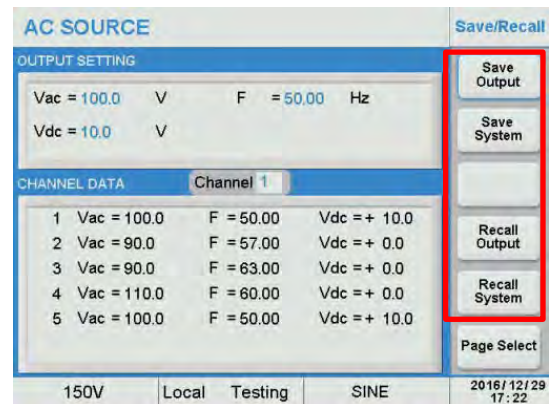 AC SOURCE
Save/Recall
OUTPUT SETTING
Vac = 100.0 V F = 50.00 Hz
Vdc = 10.0 V
CHANNEL DATA Channel 1
1 Vac = 100.0 F = 50.00 Vdc = + 10.0
2 Vac = 90.0 F = 57.00 Vdc = + 0.0
3 Vac = 90.0 F = 63.00 Vdc = + 0.0
4 Vac = 110.0 F = 60.00 Vdc = + 0.0
5 Vac = 100.0 F = 50.00 Vdc = + 10.0
Save
Output
Save
System
Recall
Output
Recall
System
Page Select
150V Local Testing SINE
2016/12/29
17:22